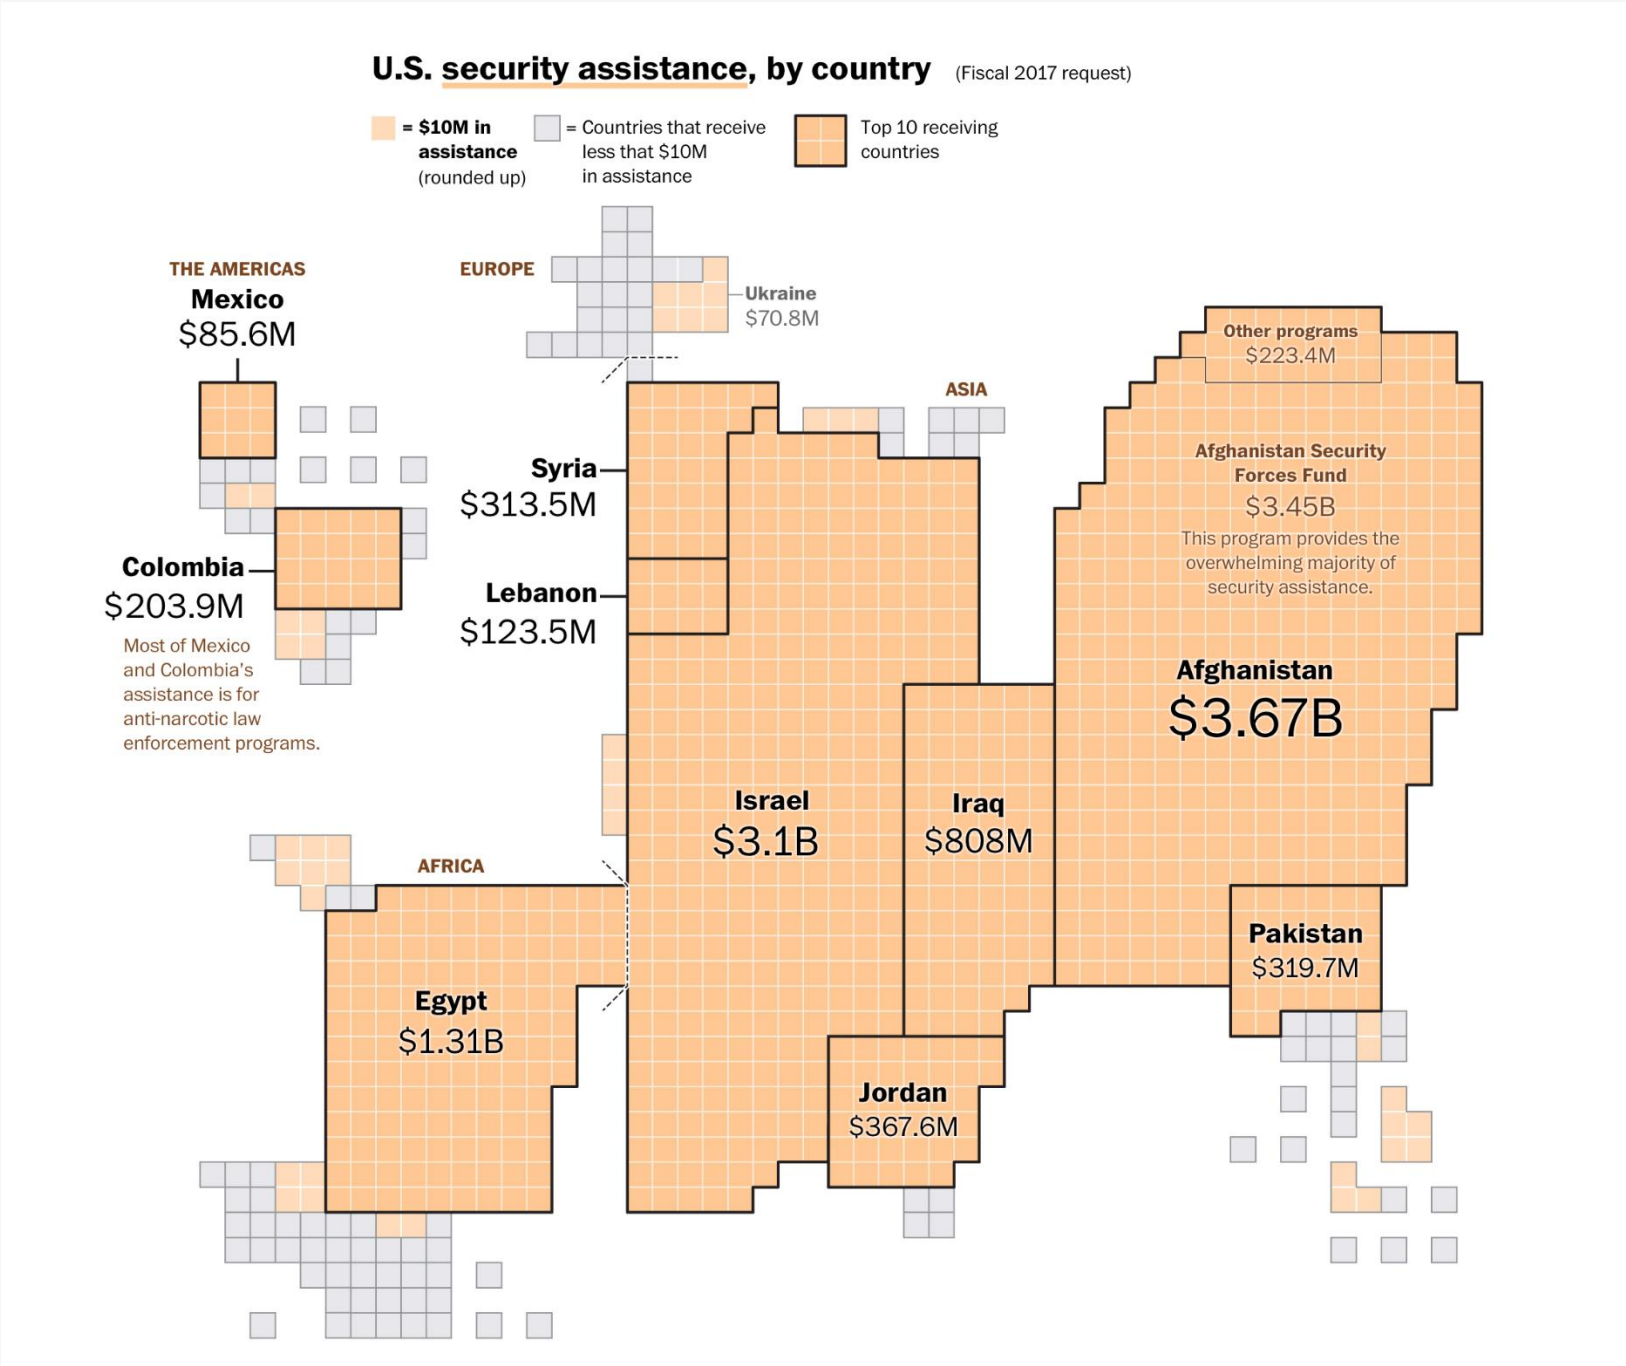 U.S. security assistance, by country (Fiscal 2017 request)
= $10M in
assistance
(rounded up)
= Countries that receive
less that $10M
in assistance
Top 10 receiving
countries
THE AMERICAS
Mexico
$85.6M
EUROPE
Ukraine
$70.8M
ASIA
Other programs
$223.4M
Afghanistan Security
Forces Fund
$3.45B
This program provides the
overwhelming majority of
security assistance.
Afghanistan
$3.67B
Syria
$313.5M
Lebanon
$123.5M
Colombia
$203.9M
Most of Mexico
and Colombia's
assistance is for
anti-narcotic law
enforcement programs.
Israel
$3.1B
Iraq
$808M
AFRICA
Egypt
$1.31B
Pakistan
$319.7M
Jordan
$367.6M